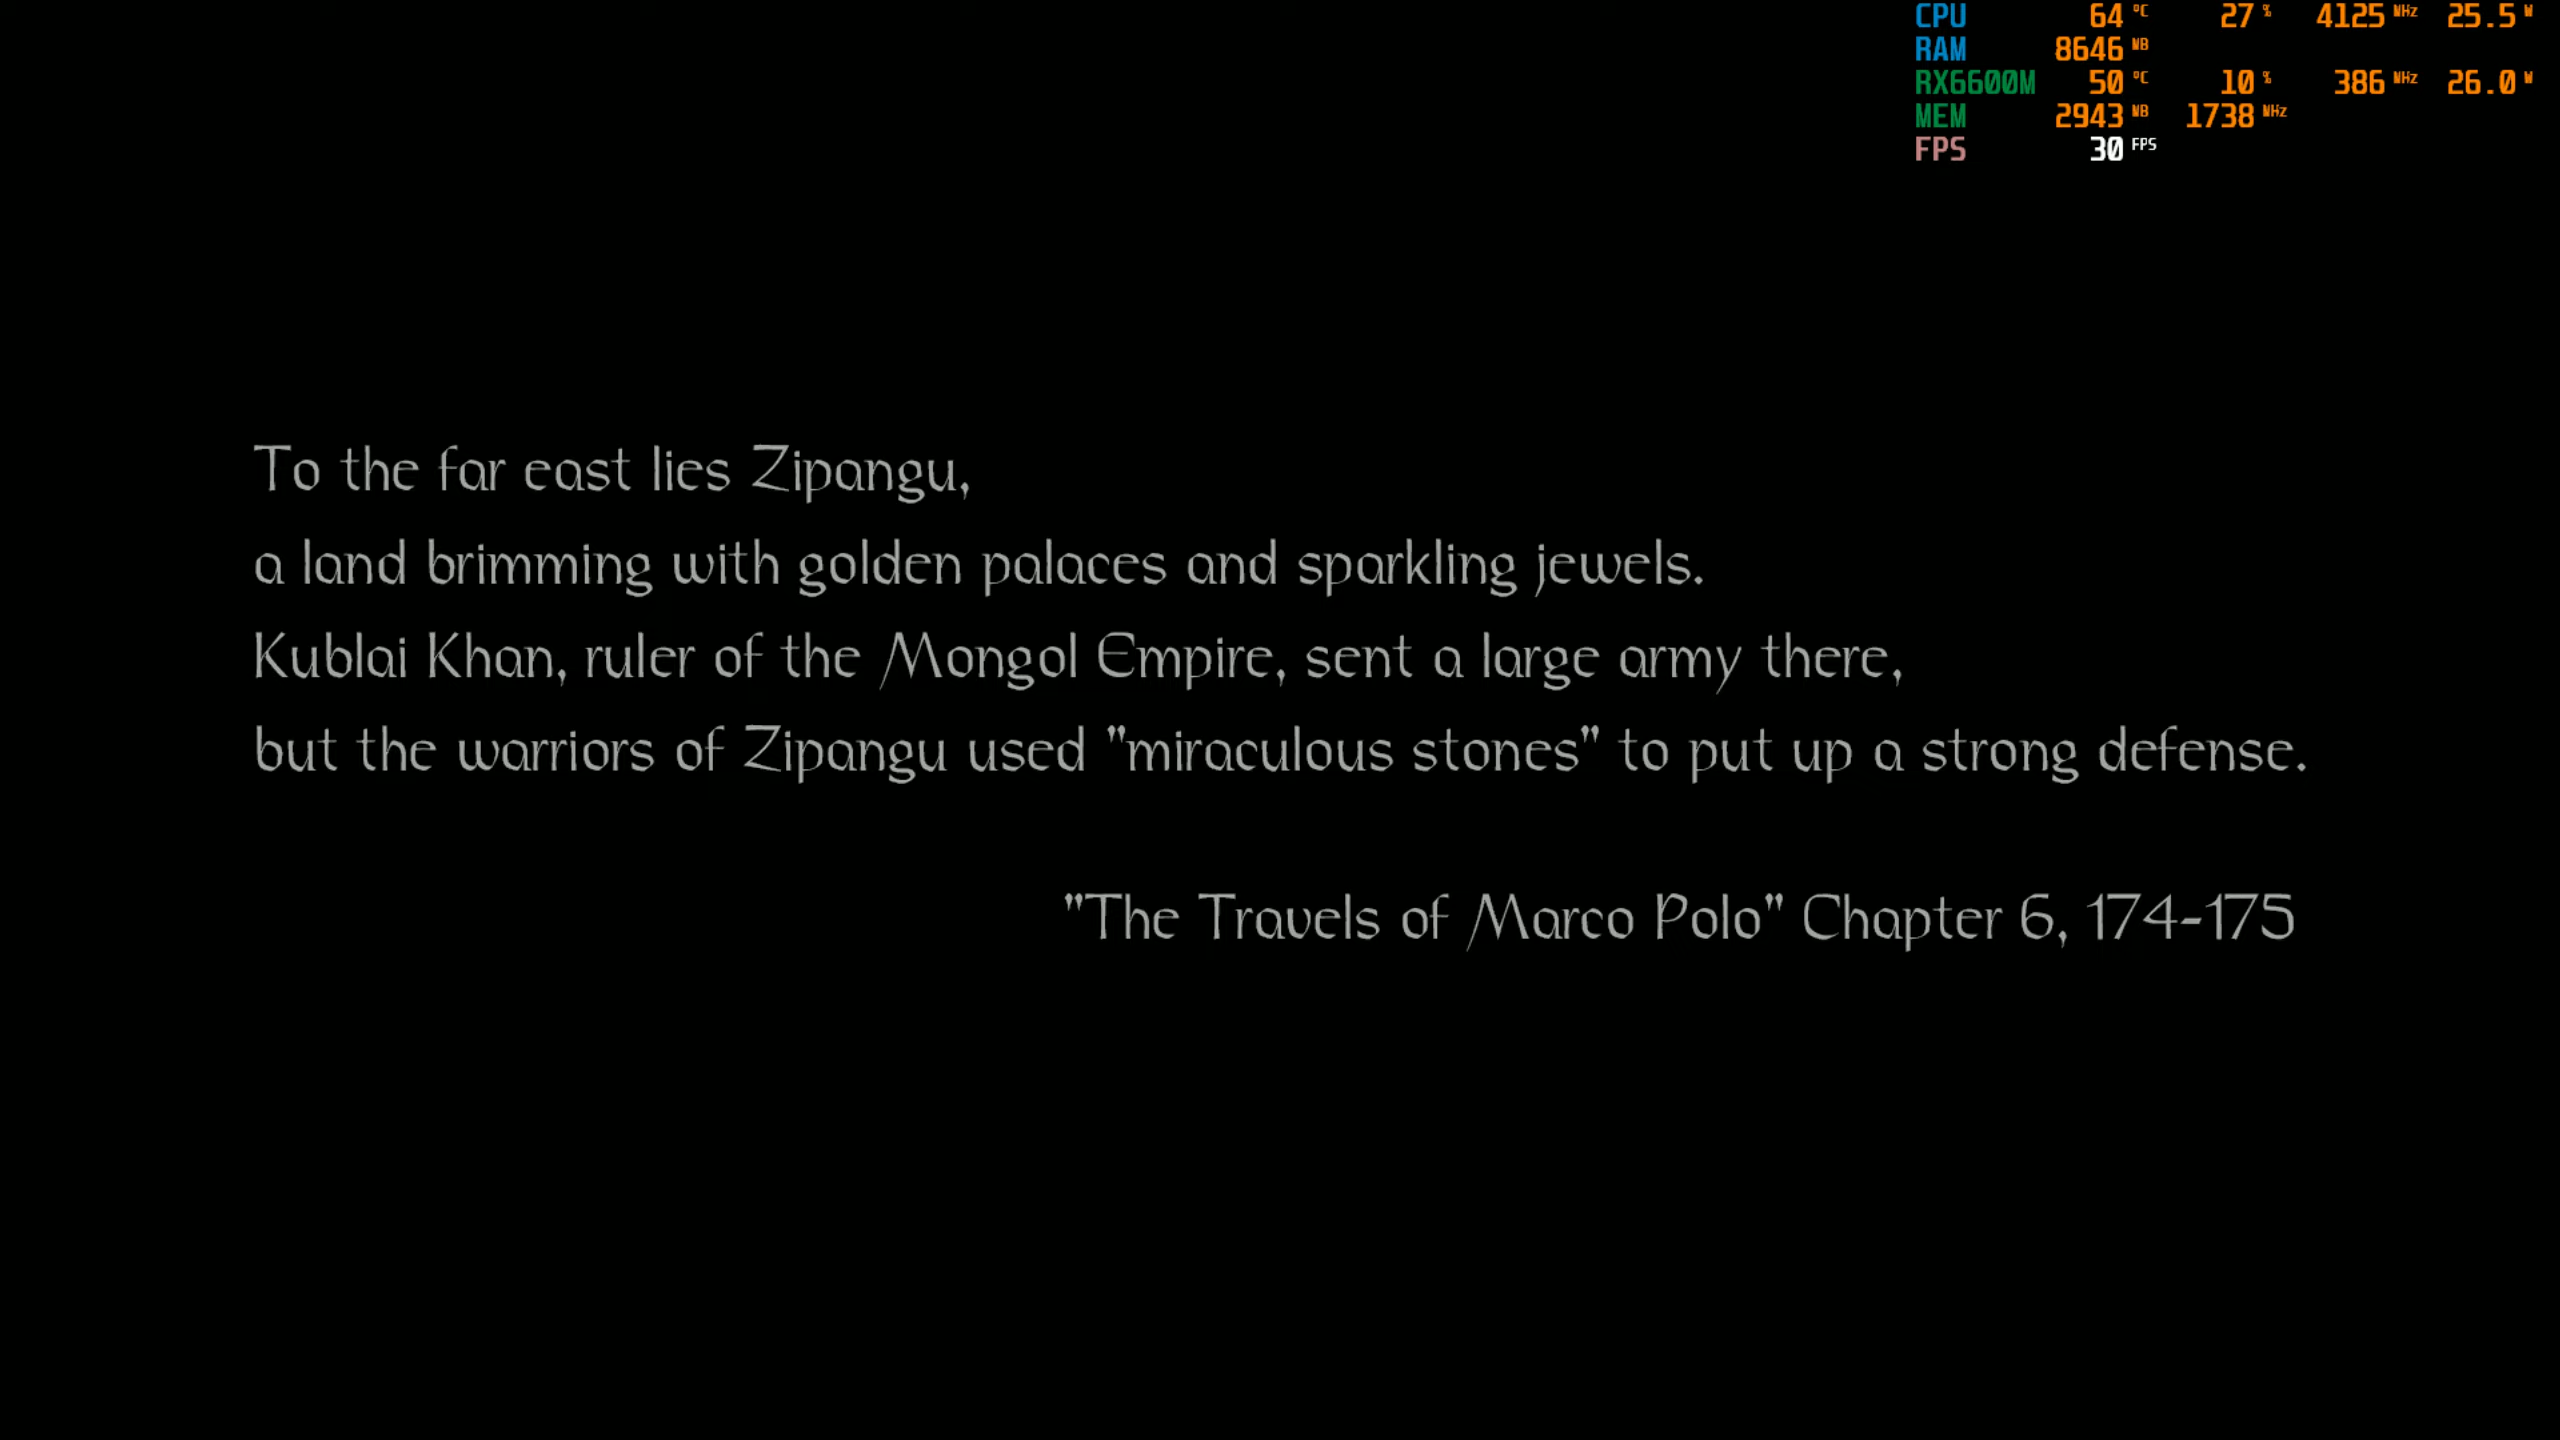 CPU 64 °C 27 % 4125 MHz 25.5 W
RAM 8646 MB
RX6600M 50 °C 10 % 386 MHz 26.0 W
MEM 2943 MB 1738 MHz
FPS 30 FPS
To the far east lies Zipangu,
a land brimming with golden palaces and sparkling jewels.
Kublai Khan, ruler of the Mongol Empire, sent a large army there,
but the warriors of Zipangu used "miraculous stones" to put up a strong defense.
"The Travels of Marco Polo" Chapter 6, 174-175